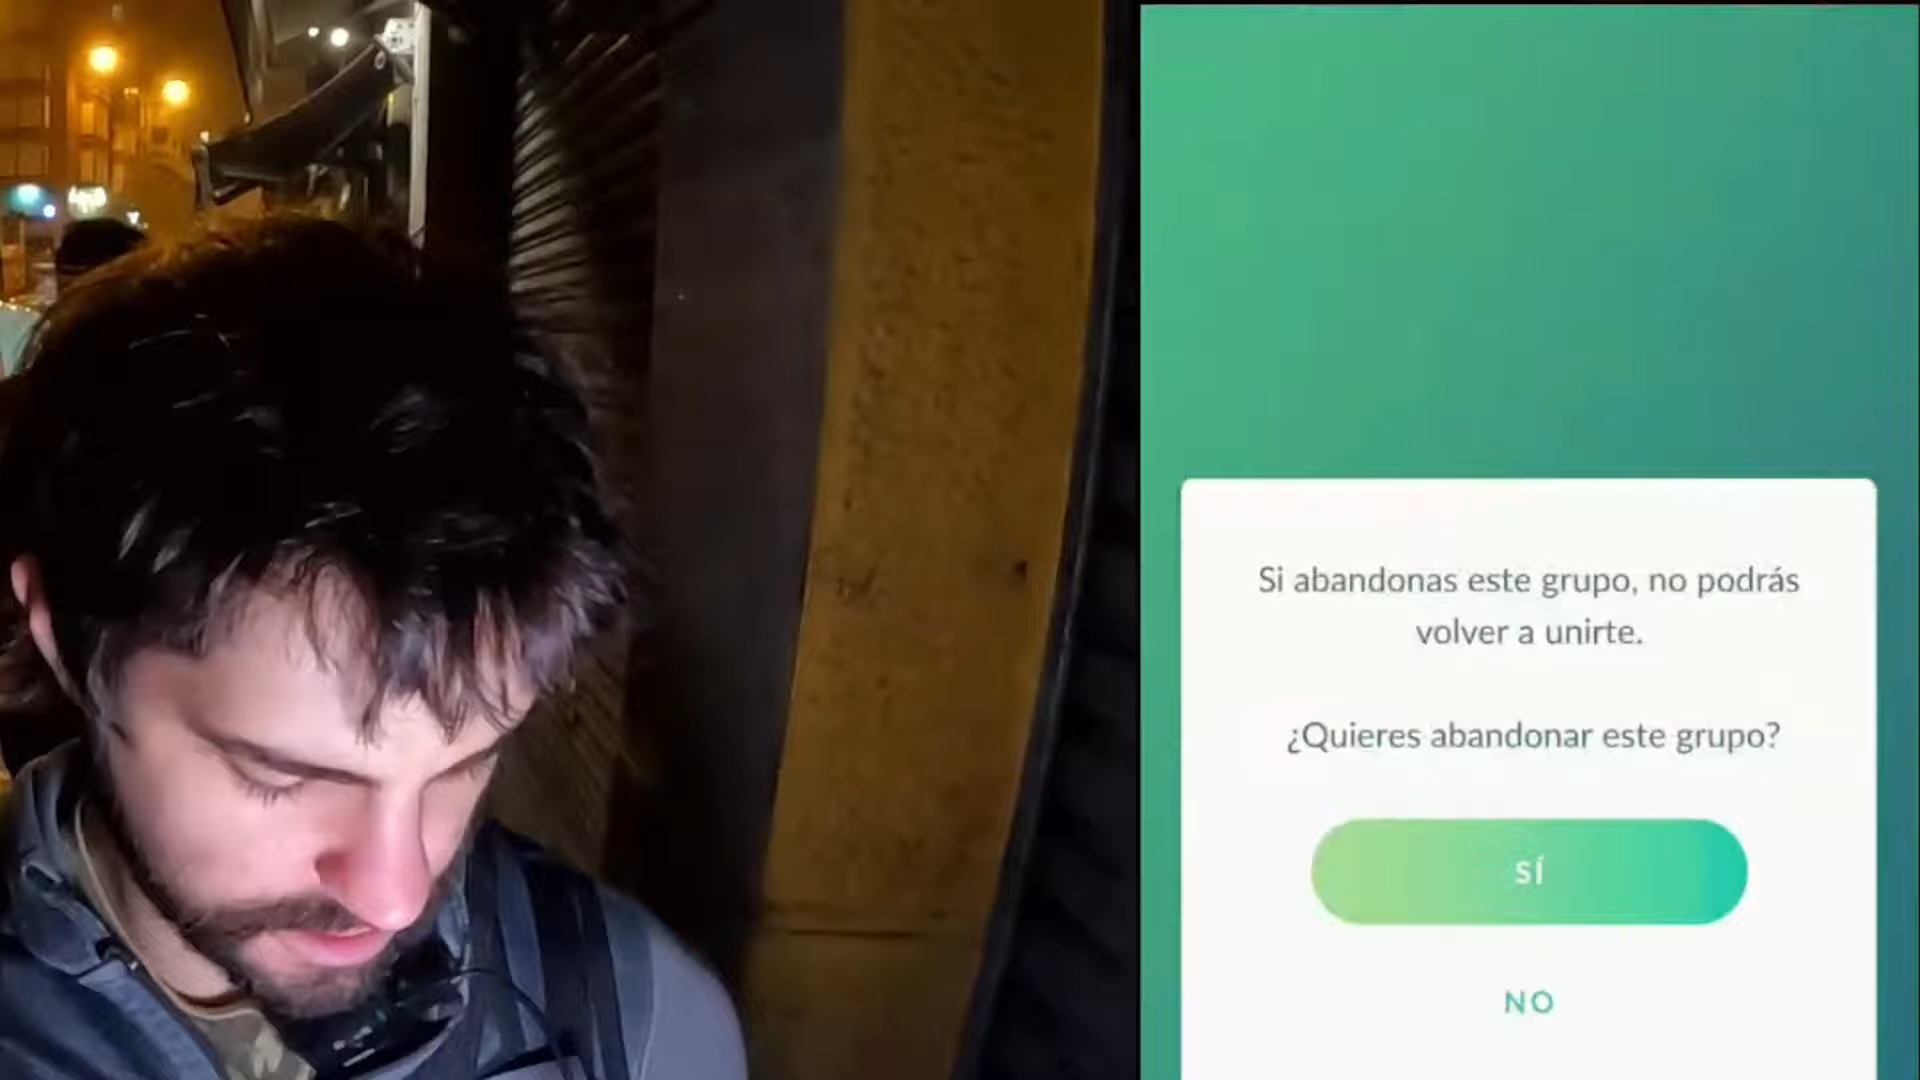 Si abandonas este grupo, no podrás
volver a unirte.
¿Quieres abandonar este grupo?
SÍ
NO